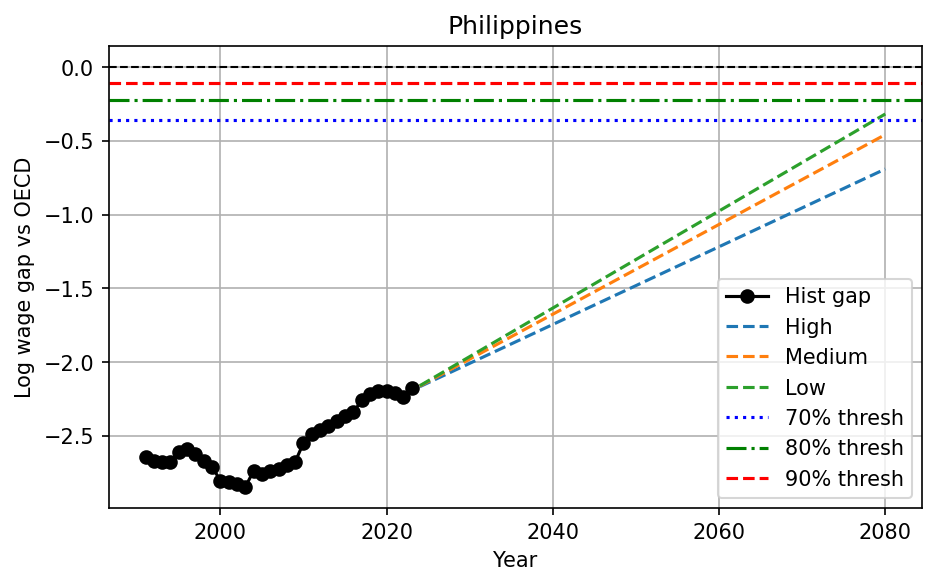 Philippines
Log wage gap vs OECD
0.0
−0.5
−1.0
−1.5
−2.0
−2.5
Hist gap
High
Medium
Low
70% thresh
80% thresh
90% thresh
2000 2020 2040 2060 2080
Year